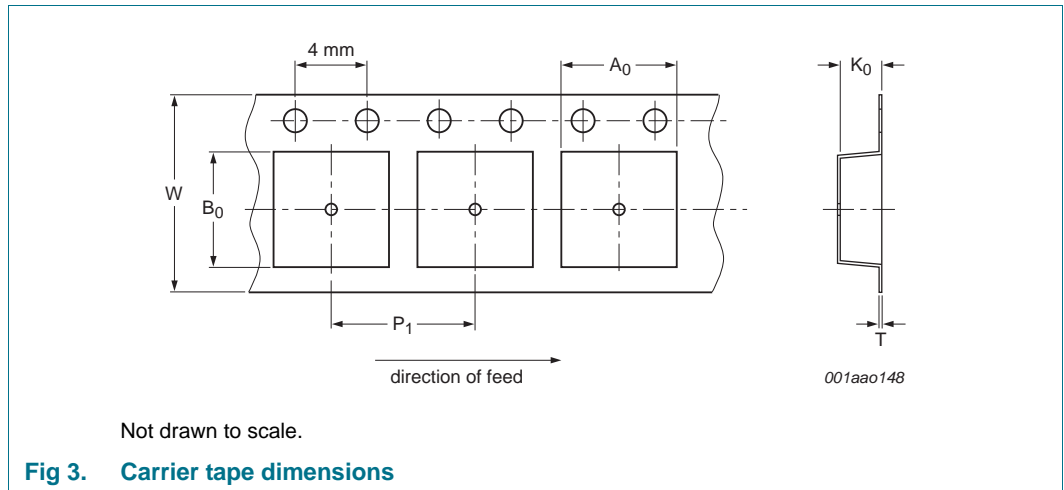 4 mm
A0
K0
W
B0
P1
T
direction of feed
001aao148
Not drawn to scale.
Fig 3. Carrier tape dimensions